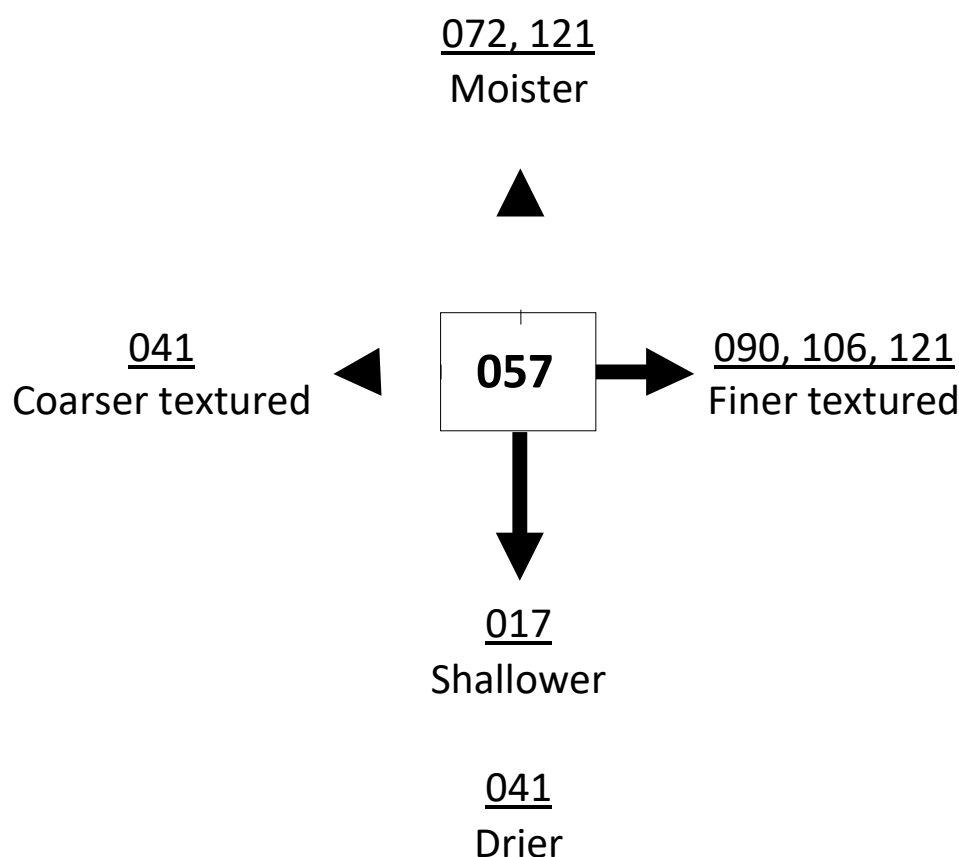 072, 121
Moister
041
Coarser textured
057
090, 106, 121
Finer textured
017
Shallower
041
Drier